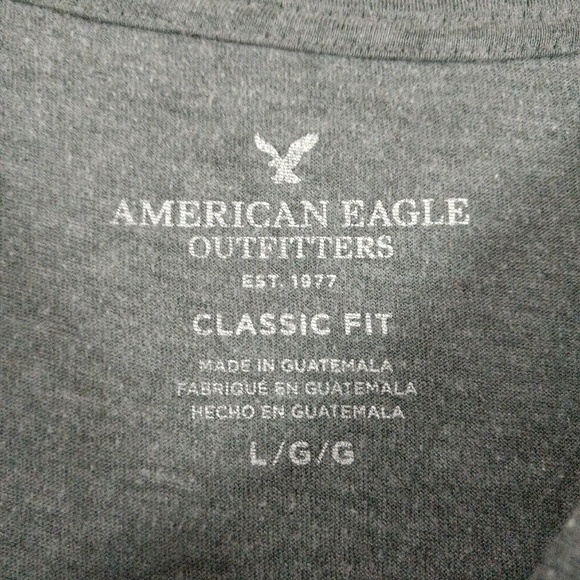 AMERICAN EAGLE
OUTFITTERS
EST. 1977
CLASSIC FIT
MADE IN GUATEMALA
FABRIQUÉ EN GUATEMALA
HECHO EN GUATEMALA
L/G/G